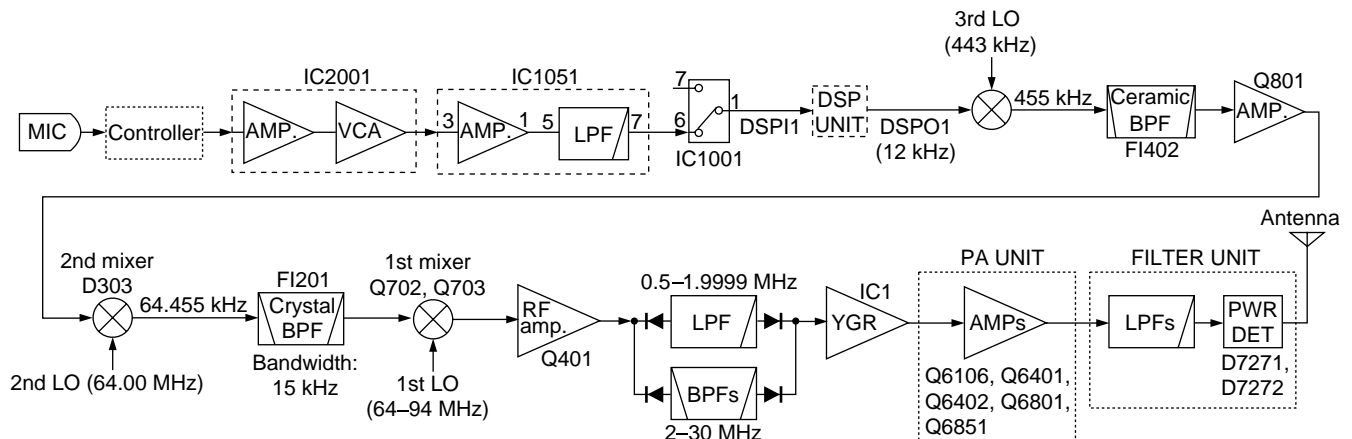 3rd LO
(443 kHz)
IC2001
IC1051
7
Q801
MIC
Controller
AMP.
VCA
3
AMP.
1
5
LPF
7
6
1
IC1001
DSPI1
DSP
UNIT
DSPO1
(12 kHz)
455 kHz
Ceramic
BPF
FI402
AMP.
Antenna
2nd mixer
D303
64.455 kHz
2nd LO (64.00 MHz)
FI201
Crystal
BPF
Bandwidth:
15 kHz
1st mixer
Q702, Q703
1st LO
(64–94 MHz)
RF
amp.
Q401
0.5–1.9999 MHz
LPF
BPFs
2–30 MHz
IC1
YGR
PA UNIT
AMPs
Q6106, Q6401,
Q6402, Q6801,
Q6851
FILTER UNIT
LPFs
PWR
DET
D7271,
D7272